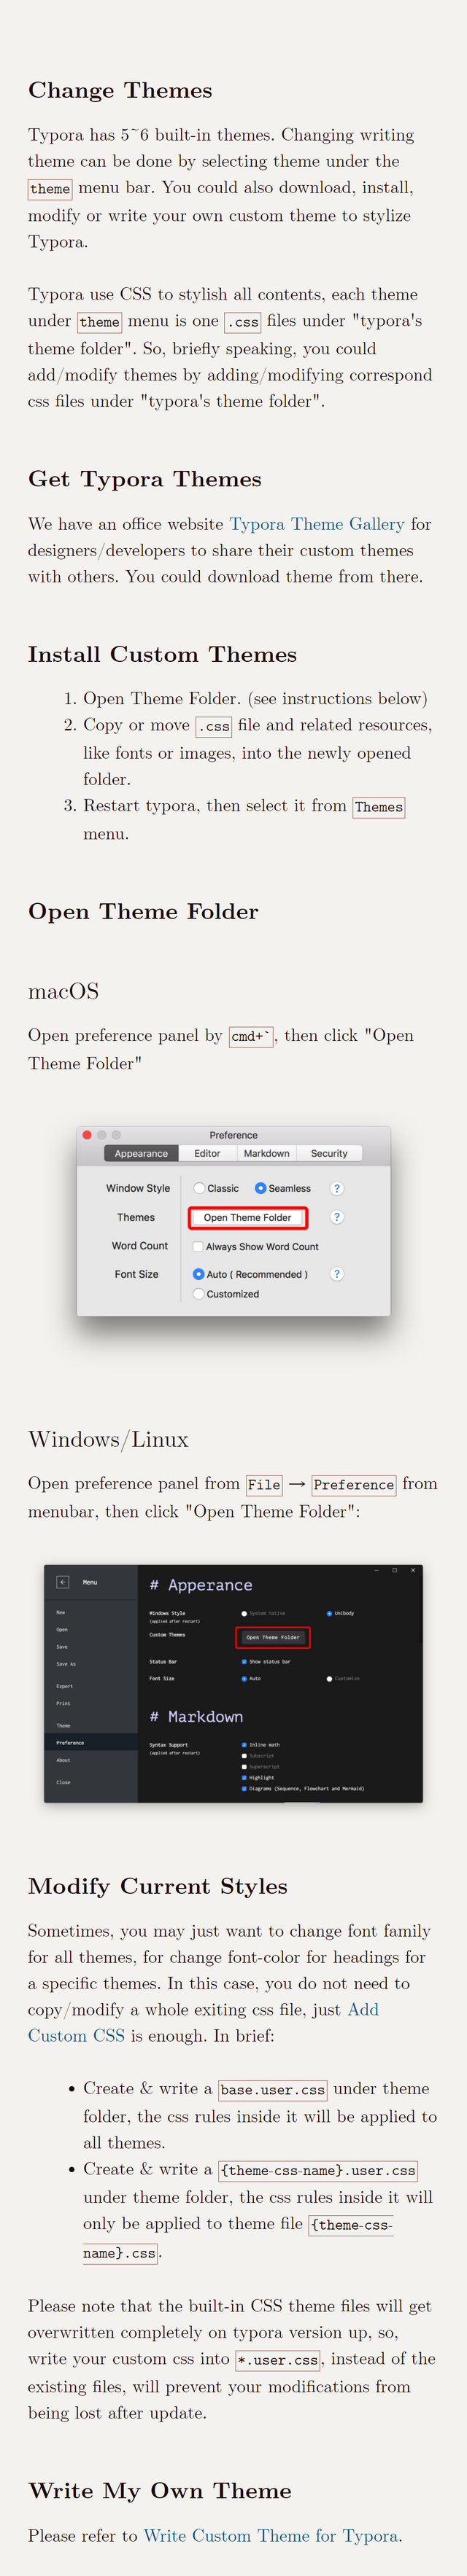 Change Themes
Typora has 5~6 built-in themes. Changing writing
theme can be done by selecting theme under the
theme menu bar. You could also download, install,
modify or write your own custom theme to stylize
Typora.
Typora use CSS to stylish all contents, each theme
under theme menu is one .css files under "typora's
theme folder". So, briefly speaking, you could
add/modify themes by adding/modifying correspond
css files under "typora's theme folder".
Get Typora Themes
We have an office website Typora Theme Gallery for
designers/developers to share their custom themes
with others. You could download theme from there.
Install Custom Themes
1. Open Theme Folder. (see instructions below)
2. Copy or move .css file and related resources,
like fonts or images, into the newly opened
folder.
3. Restart typora, then select it from Themes
menu.
Open Theme Folder
macOS
Open preference panel by cmd+`, then click "Open
Theme Folder"
Preference
Appearance Editor Markdown Security
Window Style Classic Seamless ?
Themes Open Theme Folder ?
Word Count Always Show Word Count
Font Size Auto ( Recommended ) ?
Customized
Windows/Linux
Open preference panel from File → Preference from
menubar, then click "Open Theme Folder":
Menu
New
Open
Save
Save As
Export
Print
Theme
Preference
About
Close
# Apperance
Windows Style System Native Unibody
(applied after restart)
Custom Themes Open Theme Folder
Status Bar Show status bar
Font Size Auto Customize
# Markdown
Syntax Support Inline math
(applied after restart) Subscript
Superscript
Highlight
Diagrams (Sequence, Flowchart and Mermaid)
Modify Current Styles
Sometimes, you may just want to change font family
for all themes, for change font-color for headings for
a specific themes. In this case, you do not need to
copy/modify a whole exiting css file, just Add
Custom CSS is enough. In brief:
• Create & write a base.user.css under theme
folder, the css rules inside it will be applied to
all themes.
• Create & write a {theme-css-name}.user.css
under theme folder, the css rules inside it will
only be applied to theme file {theme-css-
name}.css.
Please note that the built-in CSS theme files will get
overwritten completely on typora version up, so,
write your custom css into *.user.css, instead of the
existing files, will prevent your modifications from
being lost after update.
Write My Own Theme
Please refer to Write Custom Theme for Typora.